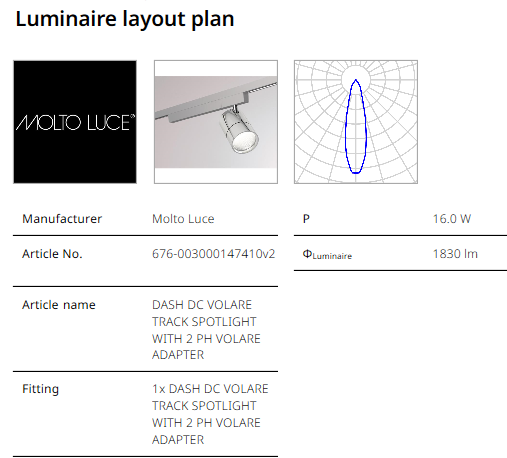 Luminaire layout plan
MOLTO LUCE®
Manufacturer Molto Luce
Article No. 676-003000147410v2
Article name DASH DC VOLARE
TRACK SPOTLIGHT
WITH 2 PH VOLARE
ADAPTER
Fitting 1x DASH DC VOLARE
TRACK SPOTLIGHT
WITH 2 PH VOLARE
ADAPTER
P 16.0 W
ΦLuminaire 1830 lm